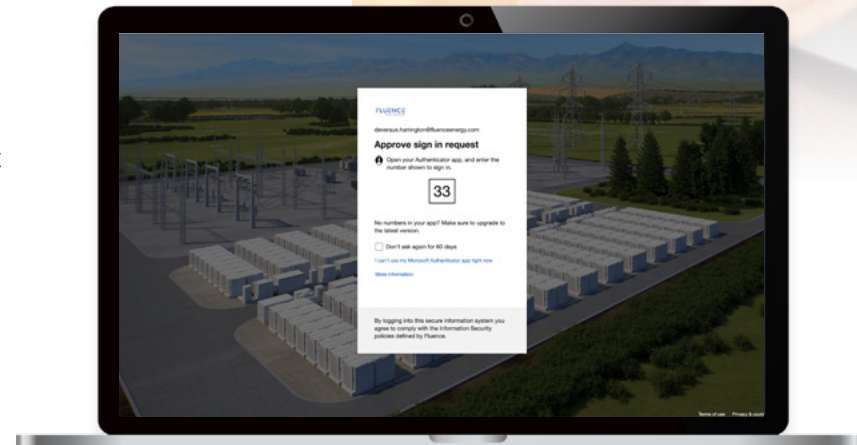 FLUENCE
devereaux.harrington@fluenceenergy.com
Approve sign in request
Open your Authenticator app, and enter the
number shown to sign in.
33
No numbers in your app? Make sure to upgrade to
the latest version.
Don't ask again for 60 days
I can't use my Microsoft Authenticator app right now
More information
By logging into this secure information system you
agree to comply with the Information Security
policies defined by Fluence.
Terms of use Privacy & cooki